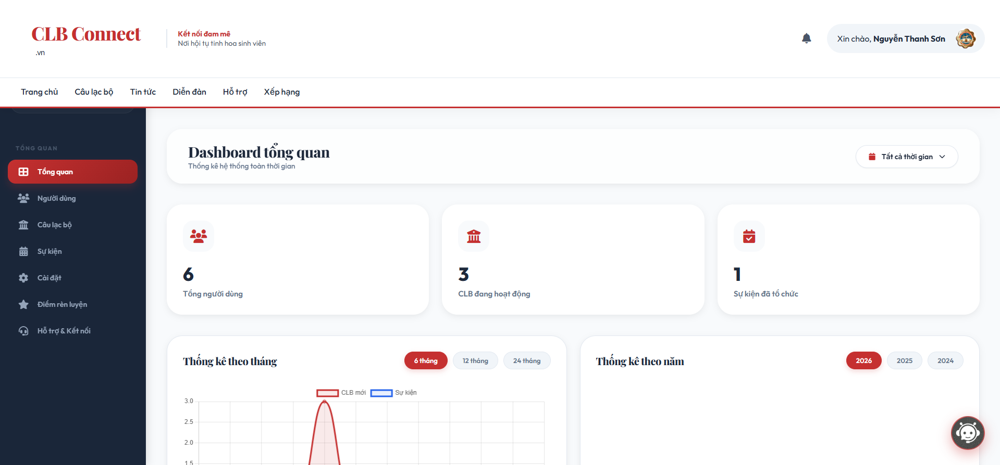 CLB Connect
.vn
Kết nối đam mê
Nơi hội tụ tinh hoa sinh viên
Xin chào, Nguyễn Thanh Sơn
Trang chủ
Câu lạc bộ
Tin tức
Diễn đàn
Hỗ trợ
Xếp hạng
TỔNG QUAN
Tổng quan
Người dùng
Câu lạc bộ
Sự kiện
Cài đặt
Điểm rèn luyện
Hỗ trợ & Kết nối
Dashboard tổng quan
Thống kê hệ thống toàn thời gian
Tất cả thời gian
6
Tổng người dùng
3
CLB đang hoạt động
1
Sự kiện đã tổ chức
Thống kê theo tháng
6 tháng
12 tháng
24 tháng
CLB mới
Sự kiện
3.0
2.5
2.0
1.5
Thống kê theo năm
2026
2025
2024